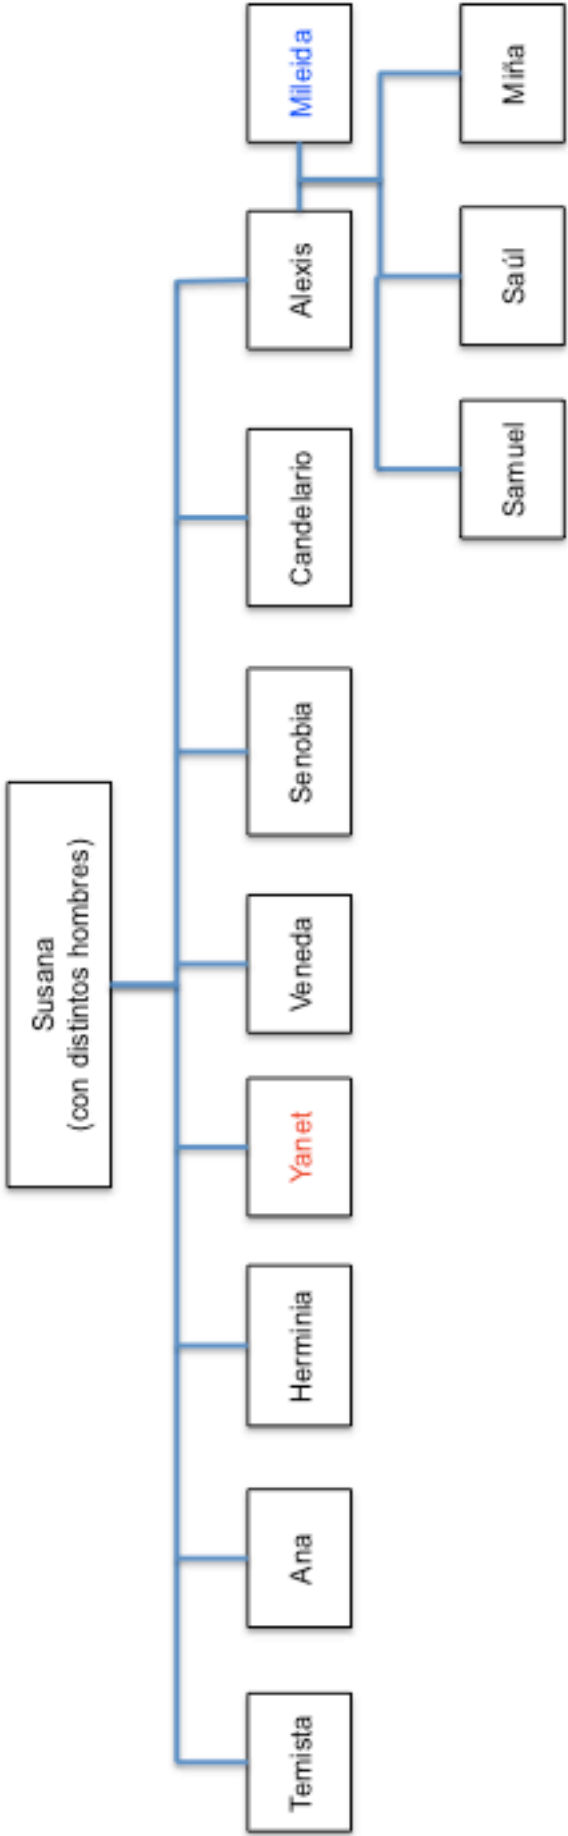 Susana
(con distintos hombres)
Temista
Ana
Herminia
Yanet
Veneda
Senobia
Candelario
Alexis
Mileida
Samuel
Saúl
Miña